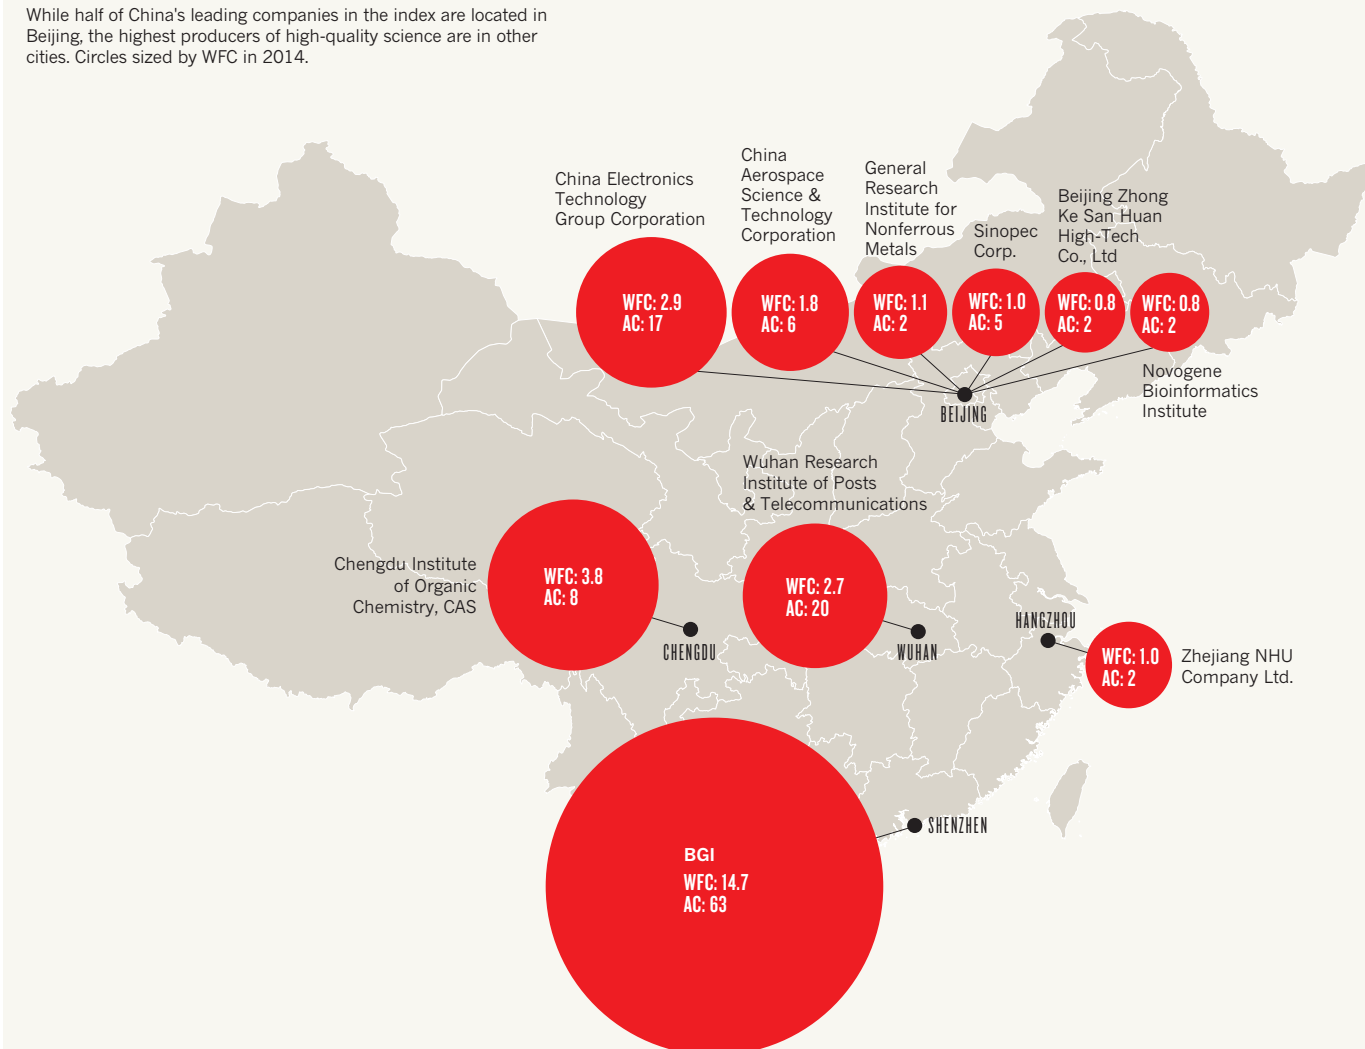 While half of China's leading companies in the index are located in
Beijing, the highest producers of high-quality science are in other
cities. Circles sized by WFC in 2014.
China Electronics
Technology
Group Corporation
WFC: 2.9
AC: 17
China
Aerospace
Science &
Technology
Corporation
WFC: 1.8
AC: 6
General
Research
Institute for
Nonferrous
Metals
WFC: 1.1
AC: 2
Sinopec
Corp.
WFC: 1.0
AC: 5
Beijing Zhong
Ke San Huan
High-Tech
Co., Ltd
WFC: 0.8
AC: 2
WFC: 0.8
AC: 2
Novogene
Bioinformatics
Institute
BEIJING
Chengdu Institute
of Organic
Chemistry, CAS
WFC: 3.8
AC: 8
CHENGDU
Wuhan Research
Institute of Posts
& Telecommunications
WFC: 2.7
AC: 20
WUHAN
HANGZHOU
WFC: 1.0
AC: 2
Zhejiang NHU
Company Ltd.
BGI
WFC: 14.7
AC: 63
SHENZHEN